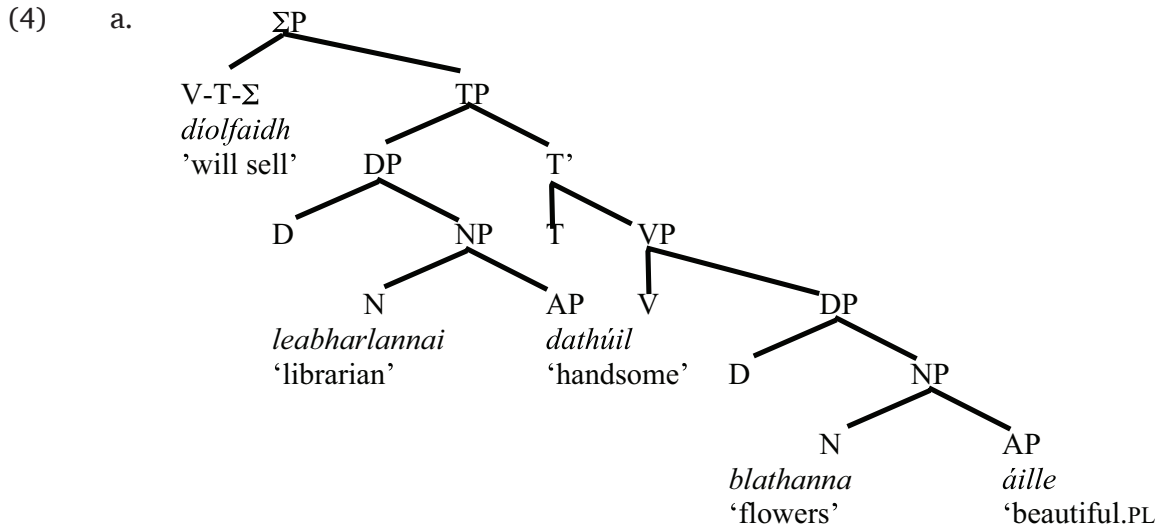 (4) a. ΣP
V-T-Σ TP
díolfaidh
’will sell’ DP T’
D NP T VP
N AP V DP
leabharlannai dathúil
‘librarian’ ‘handsome’ D NP
N AP
blathanna áille
‘flowers’ ‘beautiful.PL